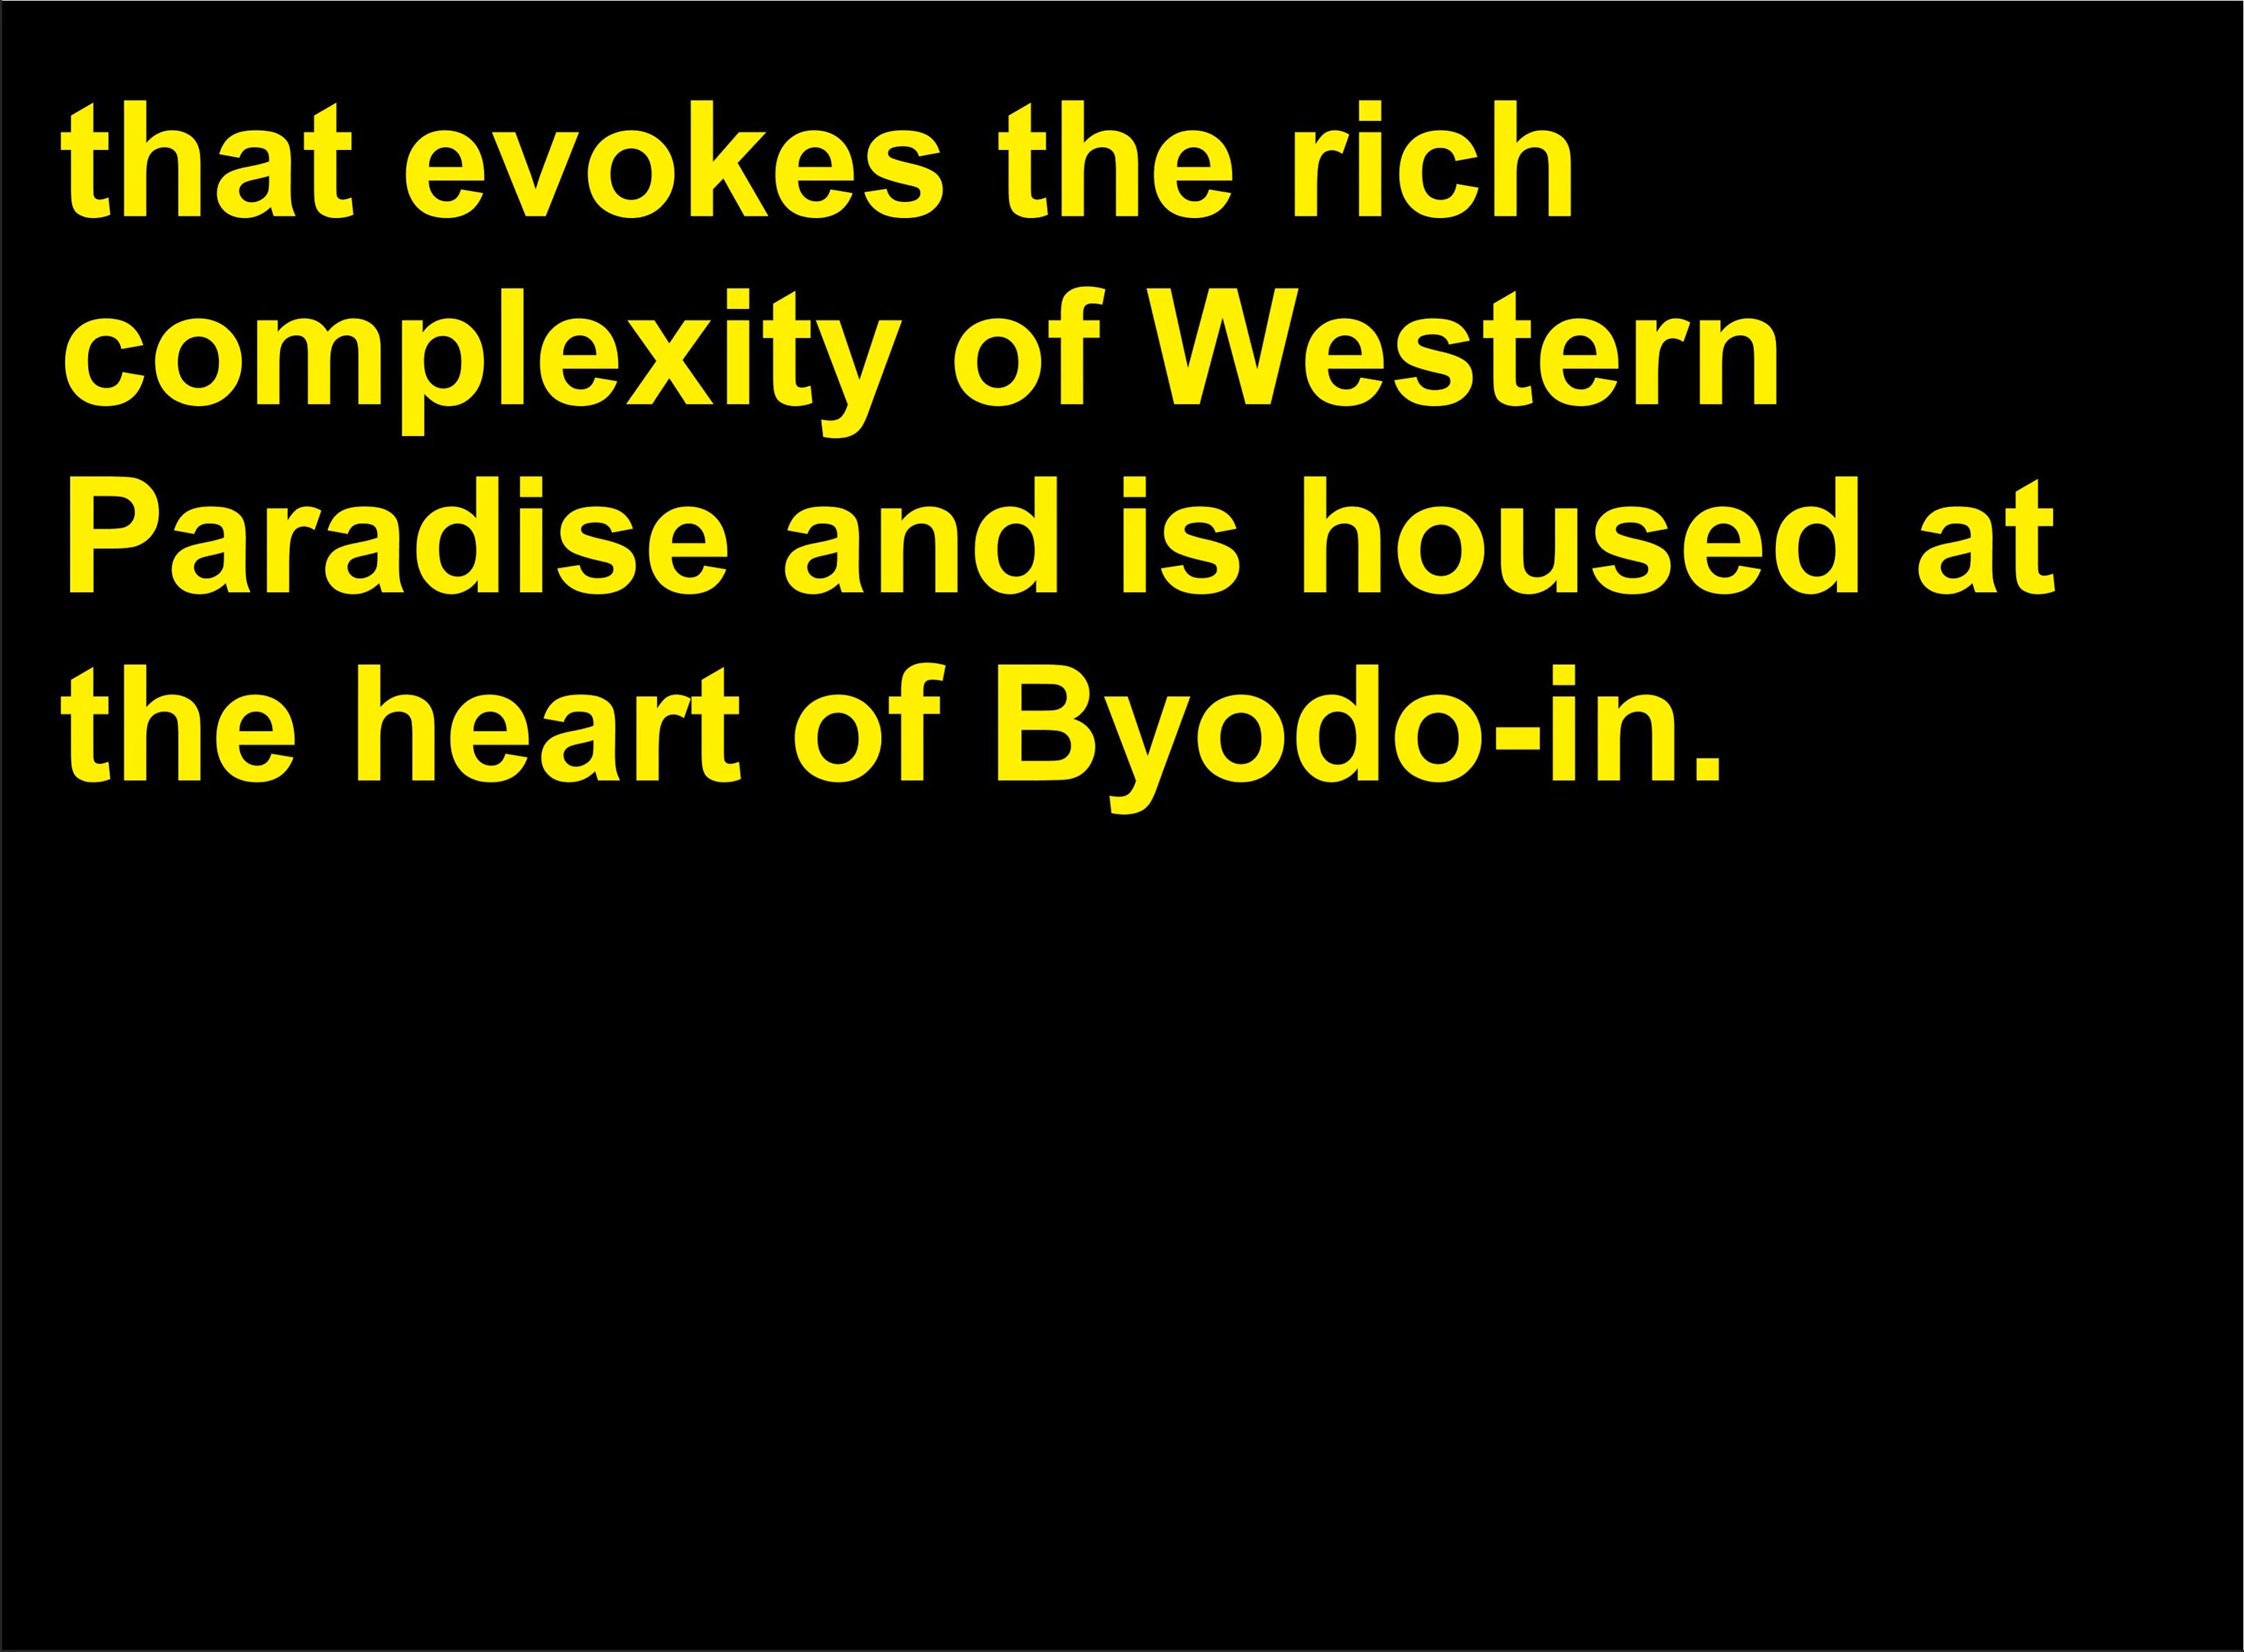 that evokes the rich
complexity of Western
Paradise and is housed at
the heart of Byodo-in.